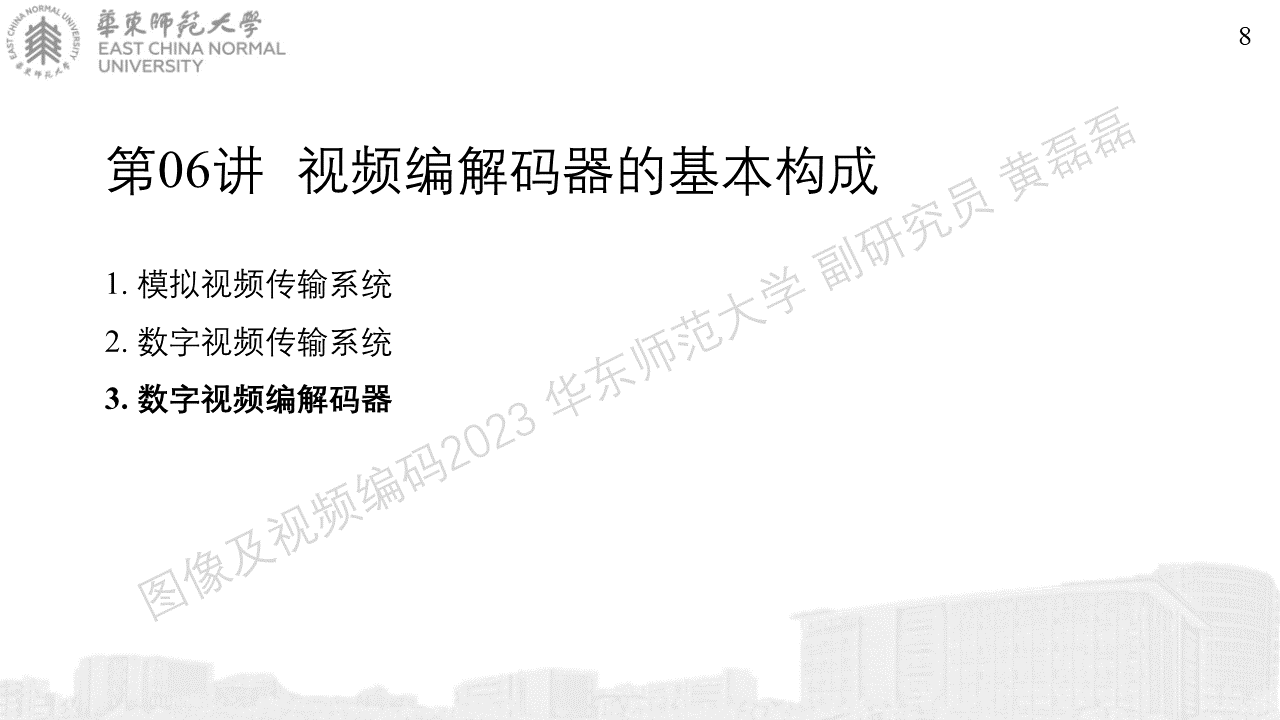 華東師範大學
EAST CHINA NORMAL
UNIVERSITY
EAST CHINA NORMAL UNIVERSITY
華東师范大学
8
第06讲 视频编解码器的基本构成
1. 模拟视频传输系统
2. 数字视频传输系统
3. 数字视频编解码器
图像及视频编码2023 华东师范大学 副研究员 黄磊磊